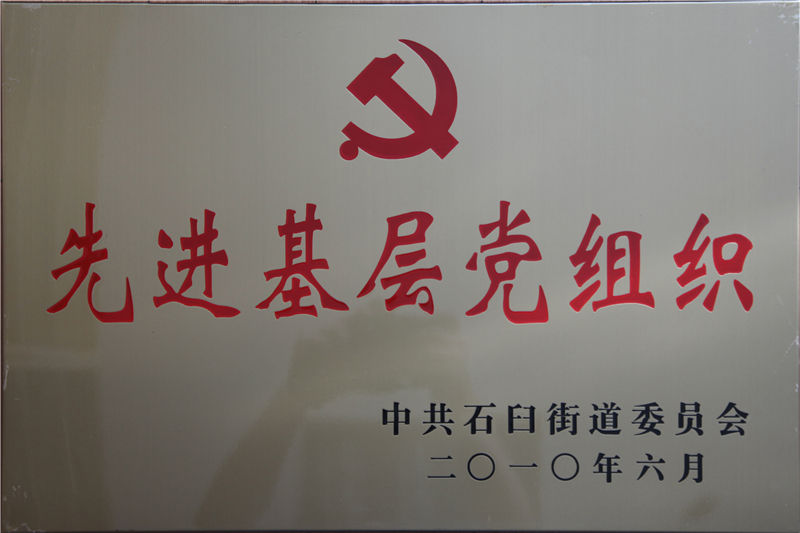 先进基层党组织
中共石臼街道委员会
二〇一〇年六月